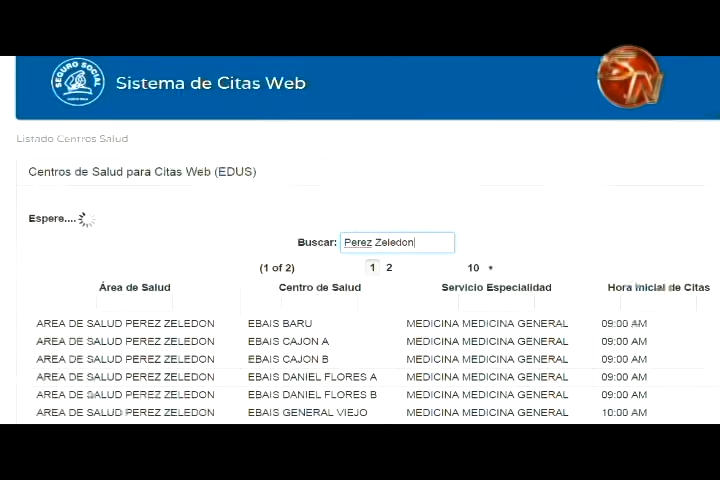 SEGURO SOCIAL
Sistema de Citas Web
SN
Listado Centros Salud
Centros de Salud para Citas Web (EDUS)
Espere....
Buscar: Perez Zeledon
(1 of 2) 1 2 10
Área de Salud Centro de Salud Servicio Especialidad Hora Inicial de Citas
AREA DE SALUD PEREZ ZELEDON EBAIS BARU MEDICINA MEDICINA GENERAL 09:00 AM
AREA DE SALUD PEREZ ZELEDON EBAIS CAJON A MEDICINA MEDICINA GENERAL 09:00 AM
AREA DE SALUD PEREZ ZELEDON EBAIS CAJON B MEDICINA MEDICINA GENERAL 09:00 AM
AREA DE SALUD PEREZ ZELEDON EBAIS DANIEL FLORES A MEDICINA MEDICINA GENERAL 09:00 AM
AREA DE SALUD PEREZ ZELEDON EBAIS DANIEL FLORES B MEDICINA MEDICINA GENERAL 09:00 AM
AREA DE SALUD PEREZ ZELEDON EBAIS GENERAL VIEJO MEDICINA MEDICINA GENERAL 10:00 AM